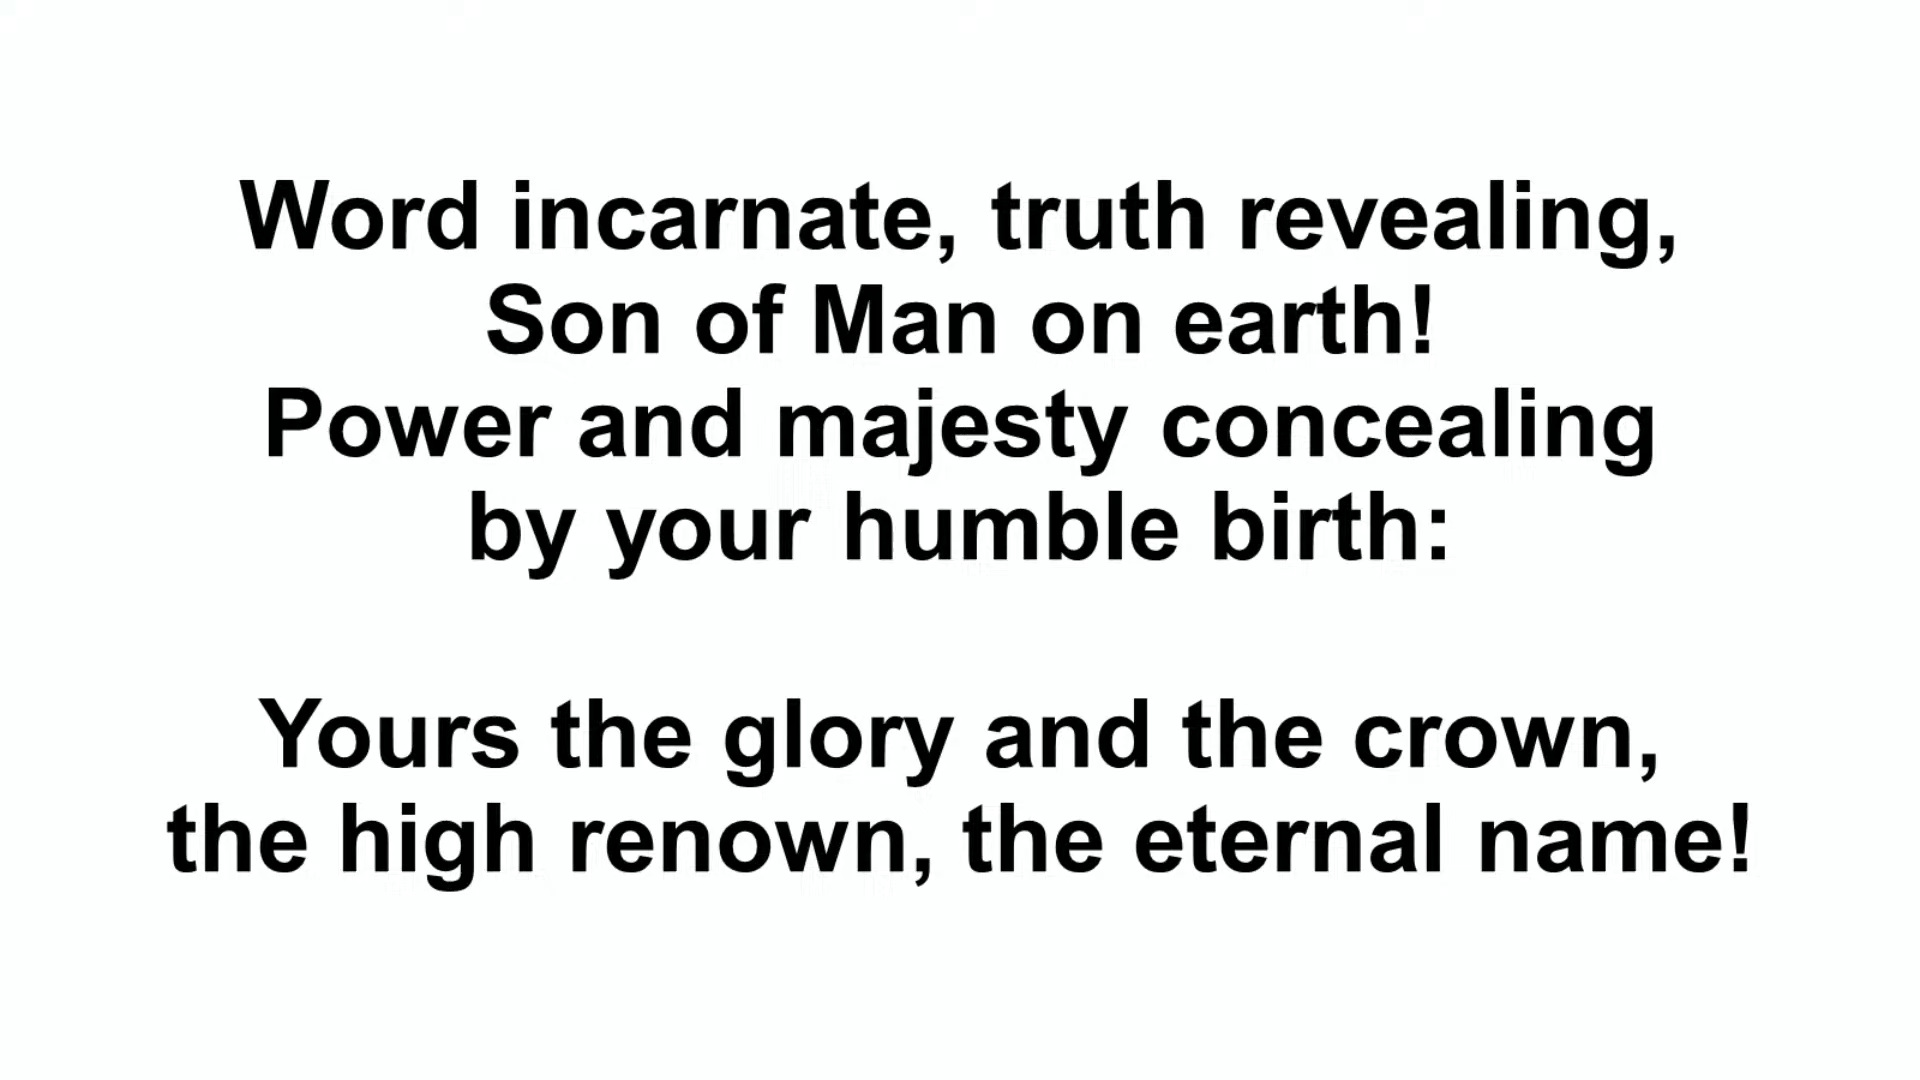 Word incarnate, truth revealing,
Son of Man on earth!
Power and majesty concealing
by your humble birth:
Yours the glory and the crown,
the high renown, the eternal name!